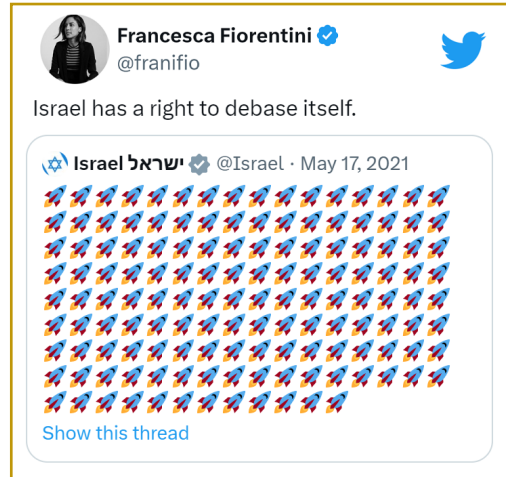 Francesca Fiorentini
@franifio
Israel has a right to debase itself.
Israel ישראל @Israel · May 17, 2021
🚀🚀🚀🚀🚀🚀🚀🚀🚀🚀🚀🚀🚀🚀🚀🚀
🚀🚀🚀🚀🚀🚀🚀🚀🚀🚀🚀🚀🚀🚀🚀🚀
🚀🚀🚀🚀🚀🚀🚀🚀🚀🚀🚀🚀🚀🚀🚀🚀
🚀🚀🚀🚀🚀🚀🚀🚀🚀🚀🚀🚀🚀🚀🚀🚀
🚀🚀🚀🚀🚀🚀🚀🚀🚀🚀🚀🚀🚀🚀🚀🚀
🚀🚀🚀🚀🚀🚀🚀🚀🚀🚀🚀🚀🚀🚀🚀🚀
🚀🚀🚀🚀🚀🚀🚀🚀🚀🚀🚀🚀🚀🚀🚀🚀
🚀🚀🚀🚀🚀🚀🚀🚀🚀🚀🚀🚀🚀🚀🚀🚀
🚀🚀🚀🚀🚀🚀🚀🚀🚀🚀🚀🚀
Show this thread